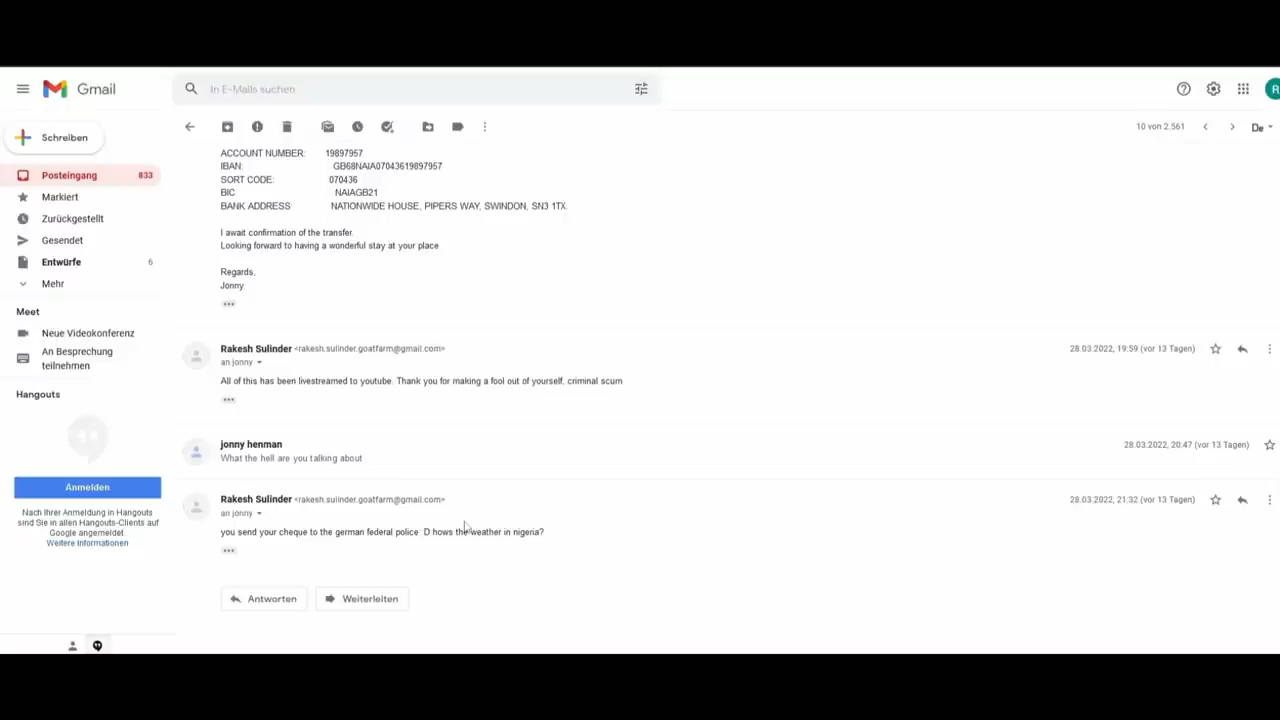 Gmail
In E-Mails suchen
R
Schreiben
10 von 2.561
De
Posteingang 833
Markiert
Zurückgestellt
Gesendet
Entwürfe 6
Mehr
Meet
Neue Videokonferenz
An Besprechung
teilnehmen
Hangouts
Anmelden
Nach Ihrer Anmeldung in Hangouts
sind Sie in allen Hangouts-Clients auf
Google angemeldet
Weitere Informationen
ACCOUNT NUMBER: 19897957
IBAN: GB68NAIA07043619897957
SORT CODE: 070436
BIC NAIAGB21
BANK ADDRESS: NATIONWIDE HOUSE, PIPERS WAY, SWINDON, SN3 1TX.
I await confirmation of the transfer.
Looking forward to having a wonderful stay at your place
Regards,
Jonny.
Rakesh Sulinder <rakesh.sulinder.goatfarm@gmail.com> 28.03.2022, 19:59 (vor 13 Tagen)
an jonny
All of this has been livestreamed to youtube. Thank you for making a fool out of yourself, criminal scum
jonny henman 28.03.2022, 20:47 (vor 13 Tagen)
What the hell are you talking about
Rakesh Sulinder <rakesh.sulinder.goatfarm@gmail.com> 28.03.2022, 21:32 (vor 13 Tagen)
an jonny
you send your cheque to the german federal police D hows the weather in nigeria?
Antworten Weiterleiten